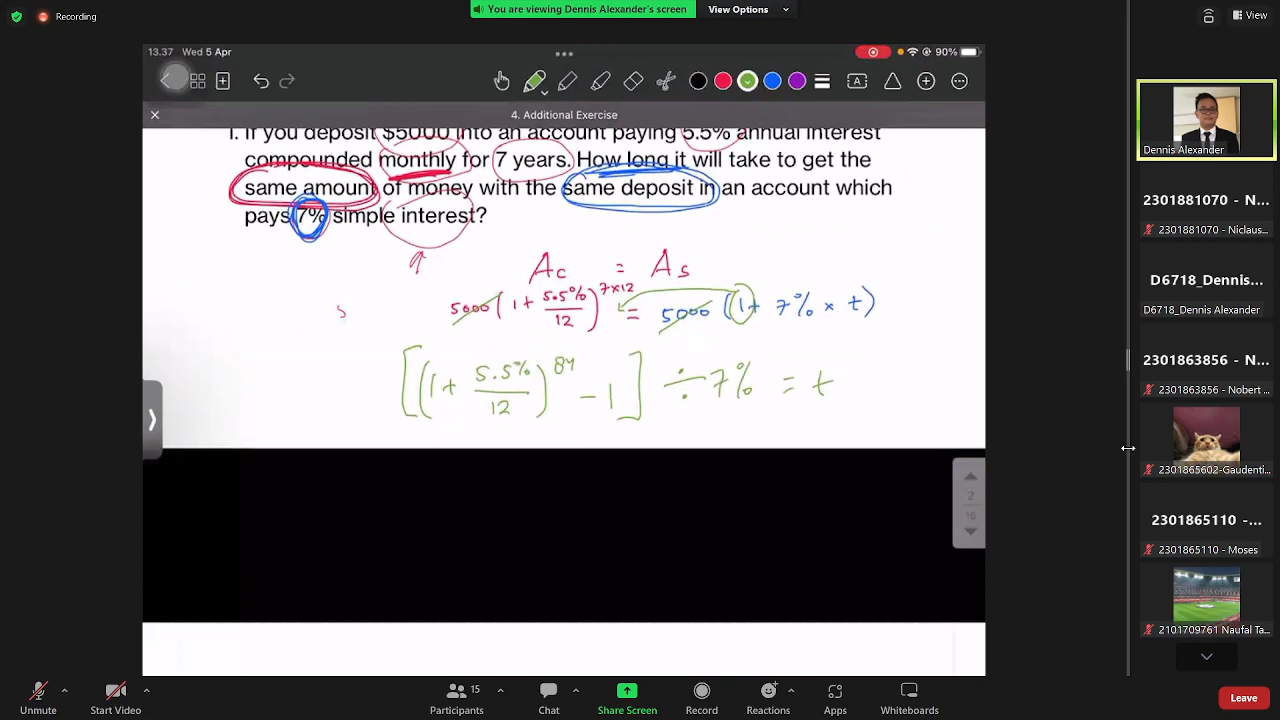 You are viewing Dennis Alexander's screen
View Options
Recording
View
13.37 Wed 5 Apr
90%
4. Additional Exercise
1. If you deposit $5000 into an account paying 5.5% annual interest
compounded monthly for 7 years. How long it will take to get the
same amount of money with the same deposit in an account which
pays 7% simple interest?
Ac = As
5000 (1 + 5.5%/12)^7×12 = 5000 (1 + 7% × t)
[(1 + 5.5%/12)^84 - 1] ÷ 7% = t
2
16
Dennis Alexander
2301881070 - N...
2301881070 - Niclaus...
D6718_Dennis...
D6718_Dennis Alexander
2301863856 - N...
2301863856 - Nobert ...
2301865602-Gaudenti...
2301865110 -...
2301865110 - Moses
2101709761 Naufal Ta...
Unmute
Start Video
15
Participants
Chat
Share Screen
Record
Reactions
Apps
Whiteboards
Leave